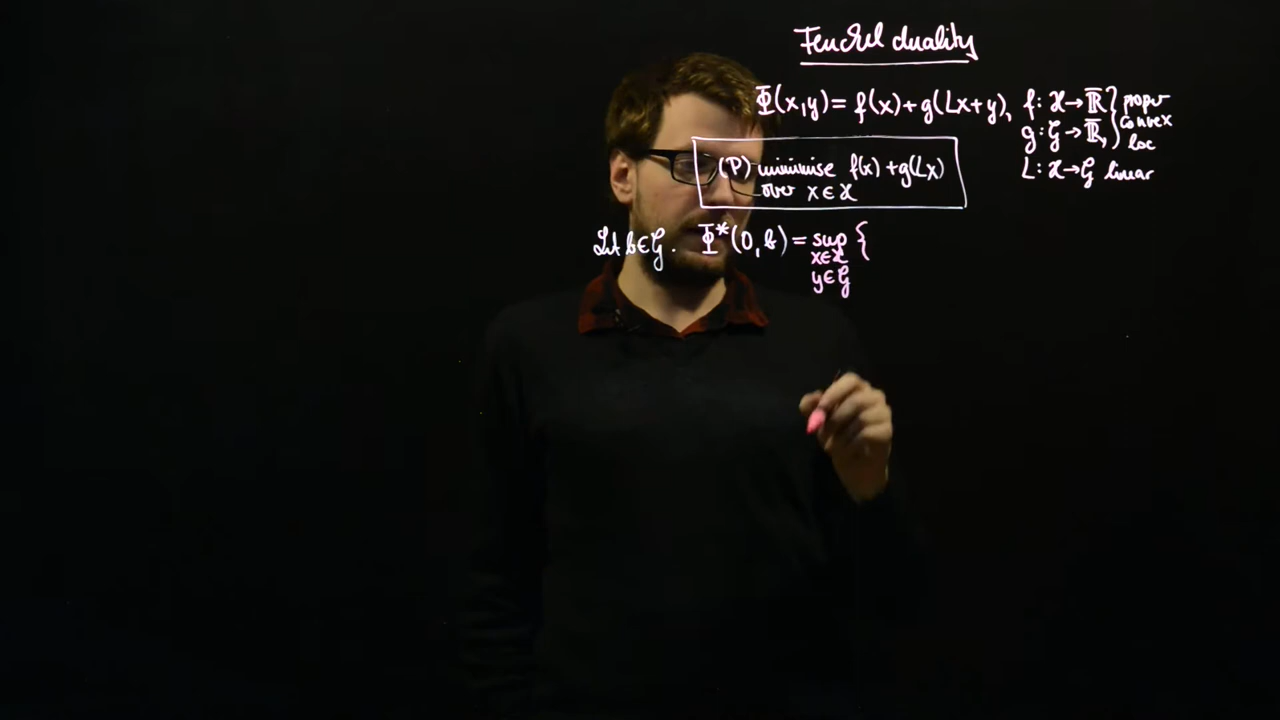 Fenchel duality
Φ(x,y) = f(x) + g(Lx+y), f: ℋ→ℝ̅ } proper
g: 𝒢→ℝ̅, } convex
lsc
(P) minimise f(x) + g(Lx)
over x∈ℋ
L: ℋ→𝒢 linear
Let b∈𝒢. Φ*(0,b) = sup {
x∈ℋ
y∈𝒢